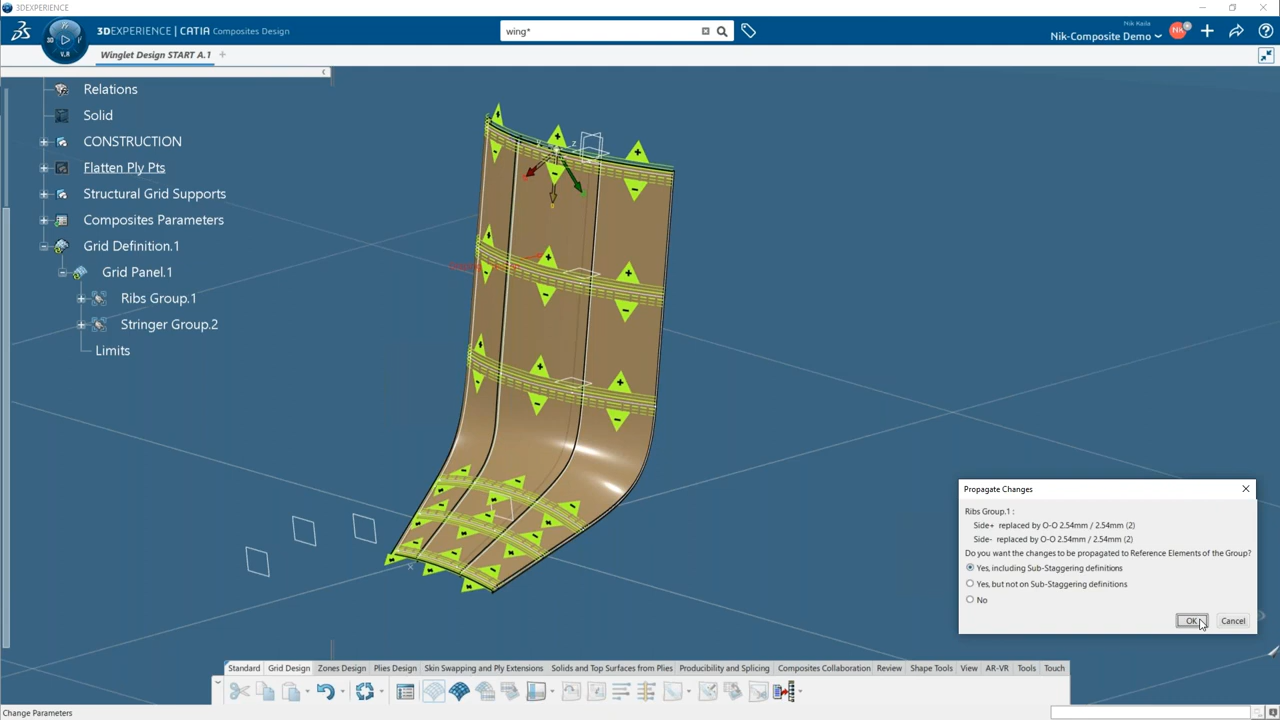 3DEXPERIENCE
3DEXPERIENCE | CATIA Composites Design
wing*
Nik Kada
Nik-Composite Demo
NK
3D
V.R
Winglet Design START A.1
Relations
Solid
CONSTRUCTION
Flatten Ply Pts
Structural Grid Supports
Composites Parameters
Grid Definition.1
Grid Panel.1
Ribs Group.1
Stringer Group.2
Limits
Propagate Changes
Ribs Group.1 :
Side+ replaced by O-O 2.54mm / 2.54mm (2)
Side- replaced by O-O 2.54mm / 2.54mm (2)
Do you want the changes to be propagated to Reference Elements of the Group?
Yes, including Sub-Staggering definitions
Yes, but not on Sub-Staggering definitions
No
OK
Cancel
Standard Grid Design Zones Design Plies Design Skin Swapping and Ply Extensions Solids and Top Surfaces from Plies Producibility and Splicing Composites Collaboration Review Shape Tools View AR-VR Tools Touch
Change Parameters